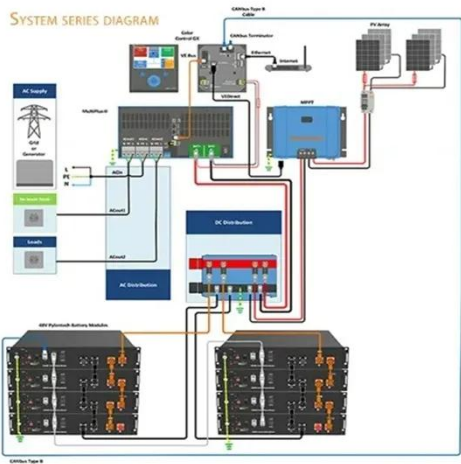 SYSTEM SERIES DIAGRAM
CANbus Type B
Cable
Color
Control GX
CANbus Terminator
VE Bus
Ethernet
Internet
PV Array
AC Supply
Grid
or
Generator
MultiPlus-II
VEDirect
MPPT
L
PE
N
ACin
ACout1
Loads
ACout2
AC Distribution
DC Distribution
48V Pylontech Battery Modules
CANbus Type B